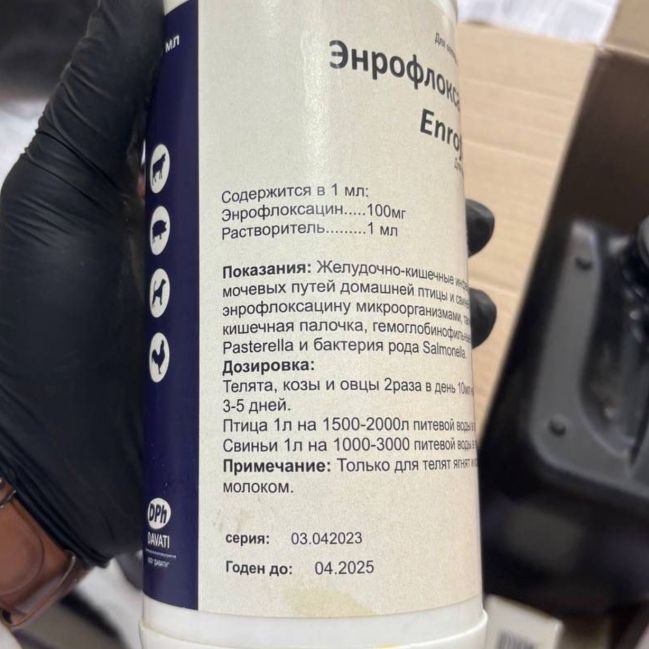 мл
Для
Энрофлокса
Enro
Содержится в 1 мл:
Энрофлоксацин.....100мг
Растворитель.........1 мл
Показания: Желудочно-кишечные
мочевых путей домашней птицы и
энрофлоксацину микроорганизмами,
кишечная палочка,
Pasterella и бактерия рода Salmonella.
Дозировка:
Телята, козы и овцы 2раза в день
3-5 дней.
Птица 1л на 1500-2000л питевой воды
Свиньи 1л на 1000-3000 питевой воды
Примечание: Только для телят ягнят
молоком.
DPh
DAVATI
серия: 03.042023
Годен до: 04.2025